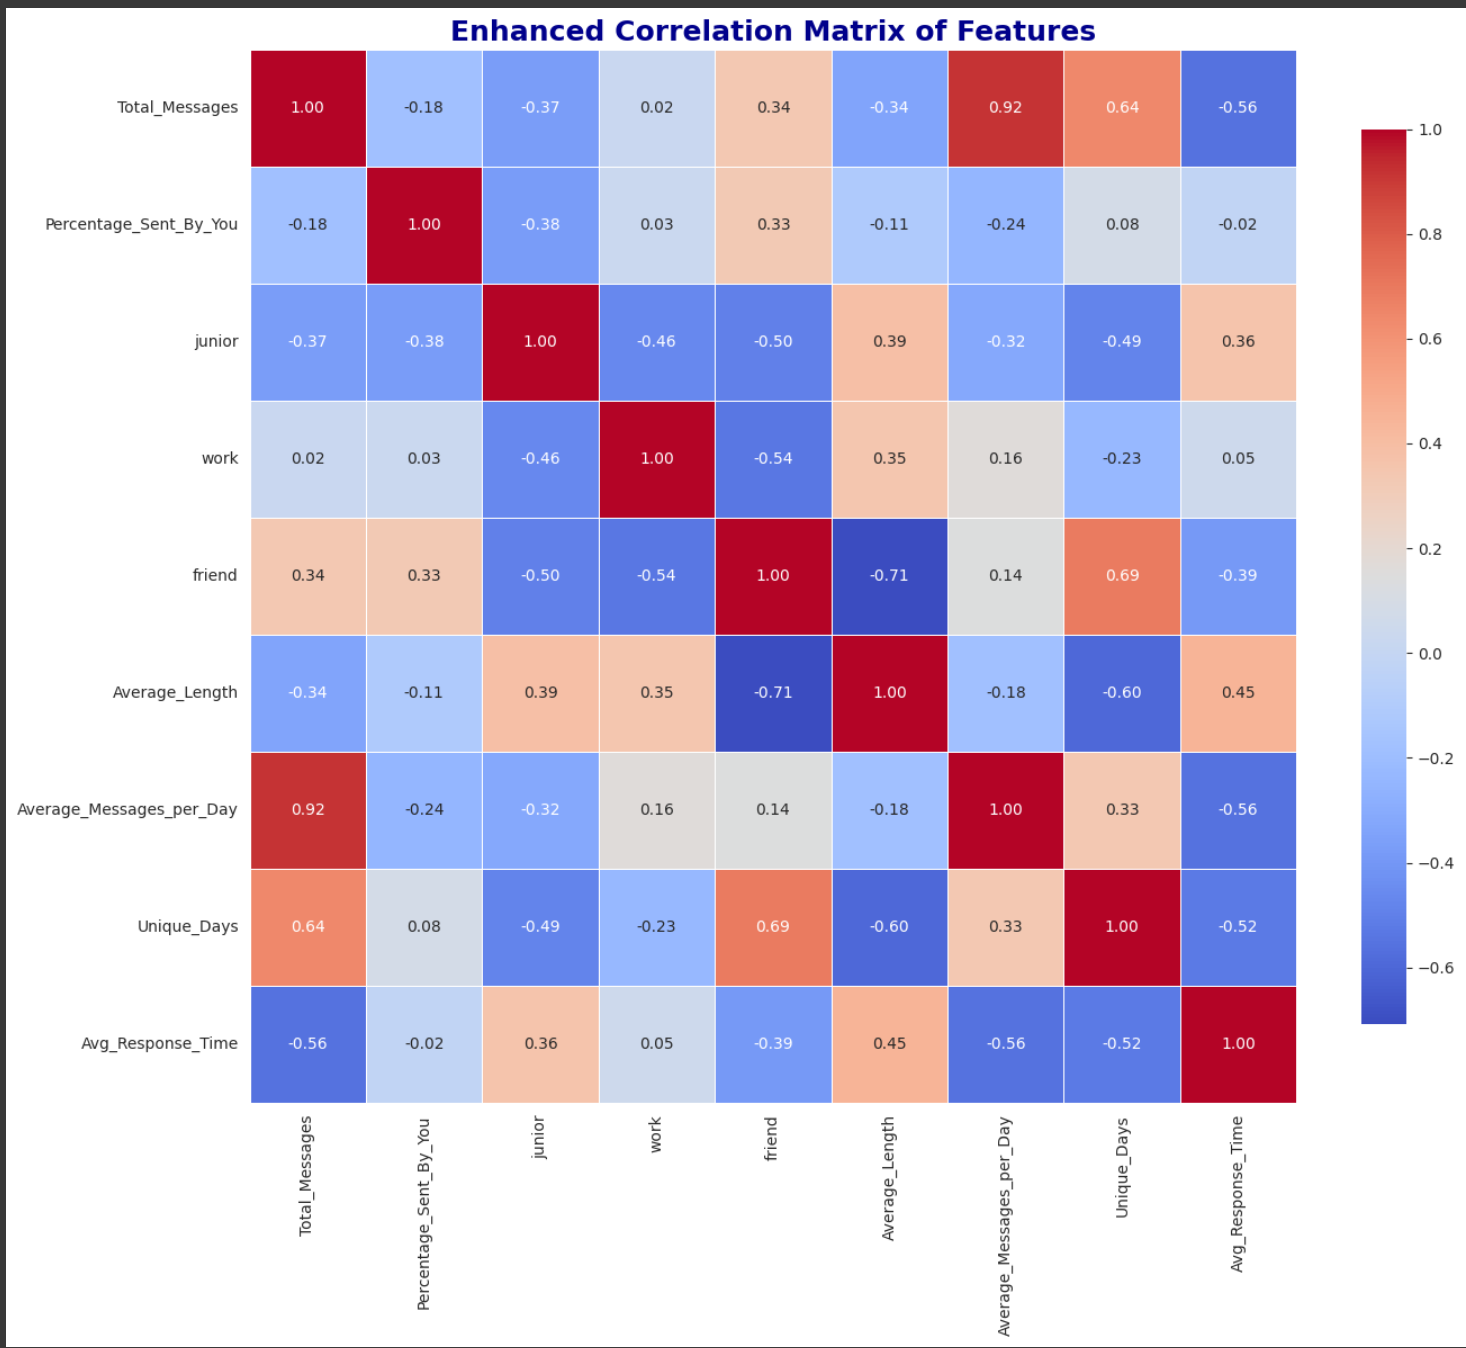 Enhanced Correlation Matrix of Features
Total_Messages 1.00 -0.18 -0.37 0.02 0.34 -0.34 0.92 0.64 -0.56
Percentage_Sent_By_You -0.18 1.00 -0.38 0.03 0.33 -0.11 -0.24 0.08 -0.02
junior -0.37 -0.38 1.00 -0.46 -0.50 0.39 -0.32 -0.49 0.36
work 0.02 0.03 -0.46 1.00 -0.54 0.35 0.16 -0.23 0.05
friend 0.34 0.33 -0.50 -0.54 1.00 -0.71 0.14 0.69 -0.39
Average_Length -0.34 -0.11 0.39 0.35 -0.71 1.00 -0.18 -0.60 0.45
Average_Messages_per_Day 0.92 -0.24 -0.32 0.16 0.14 -0.18 1.00 0.33 -0.56
Unique_Days 0.64 0.08 -0.49 -0.23 0.69 -0.60 0.33 1.00 -0.52
Avg_Response_Time -0.56 -0.02 0.36 0.05 -0.39 0.45 -0.56 -0.52 1.00
Total_Messages
Percentage_Sent_By_You
junior
work
friend
Average_Length
Average_Messages_per_Day
Unique_Days
Avg_Response_Time
1.0
0.8
0.6
0.4
0.2
0.0
−0.2
−0.4
−0.6